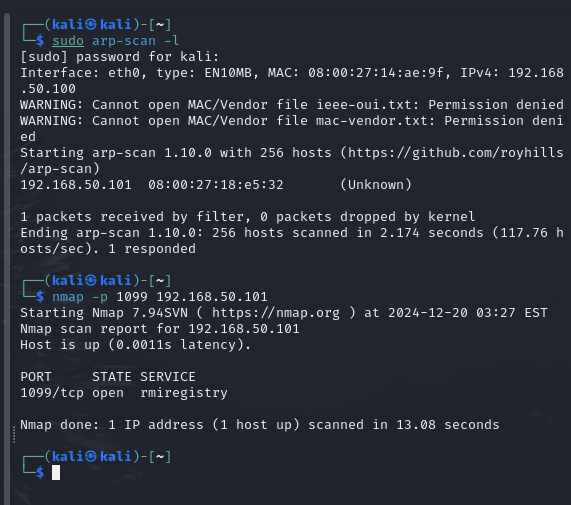 ┌──(kali㉿kali)-[~]
└─$ sudo arp-scan -l
[sudo] password for kali:
Interface: eth0, type: EN10MB, MAC: 08:00:27:14:ae:9f, IPv4: 192.168
.50.100
WARNING: Cannot open MAC/Vendor file ieee-oui.txt: Permission denied
WARNING: Cannot open MAC/Vendor file mac-vendor.txt: Permission deni
ed
Starting arp-scan 1.10.0 with 256 hosts (https://github.com/royhills
/arp-scan)
192.168.50.101  08:00:27:18:e5:32       (Unknown)

1 packets received by filter, 0 packets dropped by kernel
Ending arp-scan 1.10.0: 256 hosts scanned in 2.174 seconds (117.76 h
osts/sec). 1 responded

┌──(kali㉿kali)-[~]
└─$ nmap -p 1099 192.168.50.101
Starting Nmap 7.94SVN ( https://nmap.org ) at 2024-12-20 03:27 EST
Nmap scan report for 192.168.50.101
Host is up (0.0011s latency).

PORT     STATE SERVICE
1099/tcp open  rmiregistry

Nmap done: 1 IP address (1 host up) scanned in 13.08 seconds

┌──(kali㉿kali)-[~]
└─$